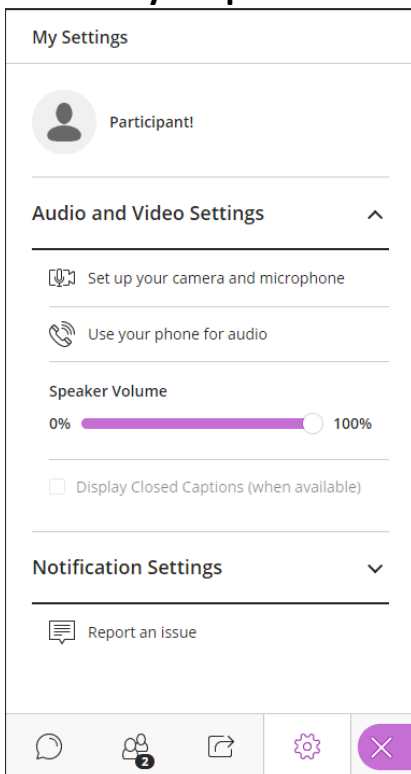 My Settings
Participant!
Audio and Video Settings
Set up your camera and microphone
Use your phone for audio
Speaker Volume
0% 100%
Display Closed Captions (when available)
Notification Settings
Report an issue
2